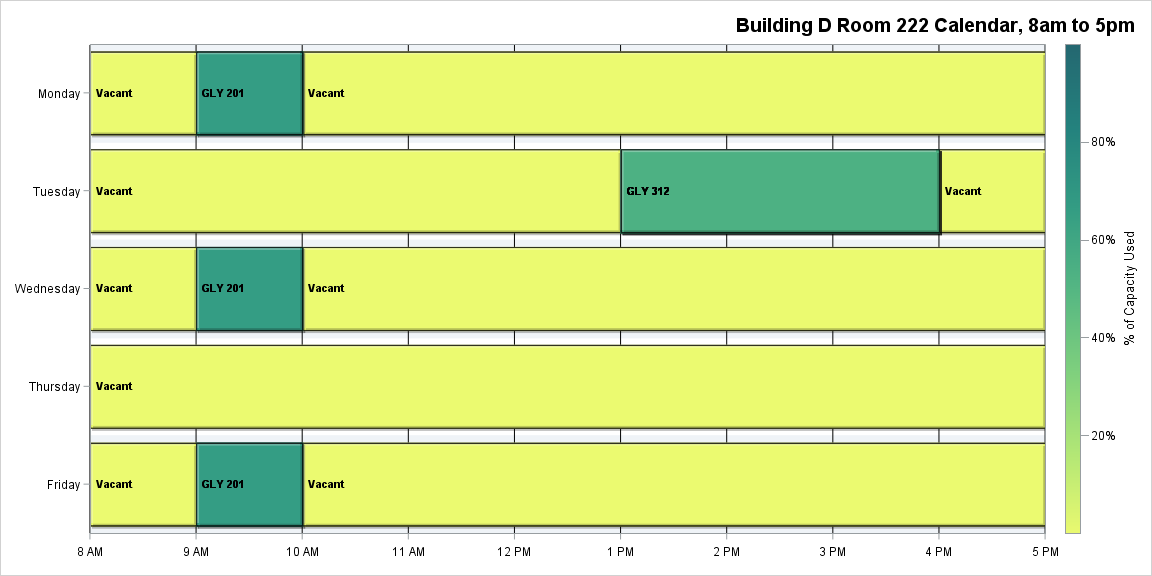 Building D Room 222 Calendar, 8am to 5pm
Monday
Vacant
GLY 201
Vacant
Tuesday
Vacant
GLY 312
Vacant
Wednesday
Vacant
GLY 201
Vacant
Thursday
Vacant
Friday
Vacant
GLY 201
Vacant
8 AM
9 AM
10 AM
11 AM
12 PM
1 PM
2 PM
3 PM
4 PM
5 PM
80%
60%
40%
20%
% of Capacity Used